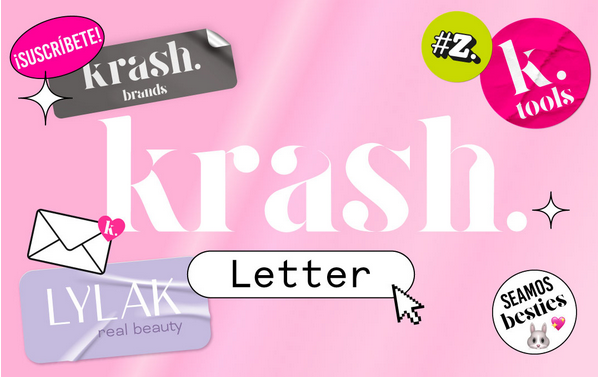 ¡SUSCRÍBETE!
krash.
brands
#Z.
k.
tools
krash.
k.
Letter
LYLAK
real beauty
SEAMOS
besties